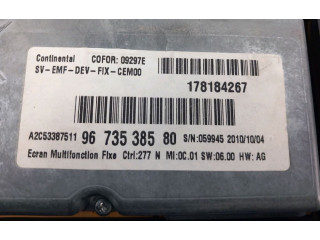 Continental COFOR: 09297E
SV-EMF-DEV-FIX-CEM00
178184267
A2C53387511 96 735 385 80 S/N:059945 2010/10/04
Ecran Multifonction Fixe Ctrl:277 N MI:0C.01 SW:06.00 HW: AG